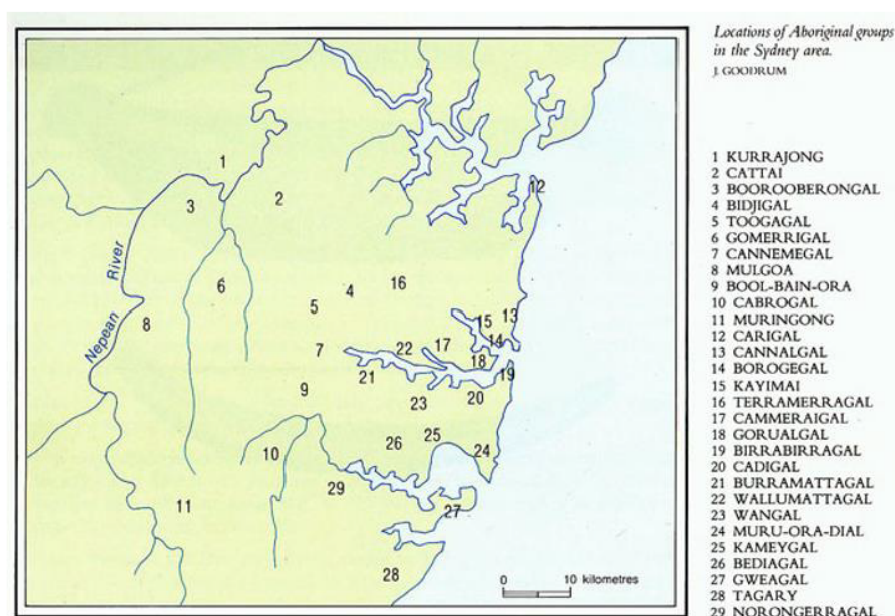 Locations of Aboriginal groups
in the Sydney area.
J. GOODRUM
1 KURRAJONG
2 CATTAI
3 BOOROOBERONGAL
4 BIDJIGAL
5 TOOGAGAL
6 GOMERRIGAL
7 CANNEMEGAL
8 MULGOA
9 BOOL-BAIN-ORA
10 CABROGAL
11 MURINGONG
12 CARIGAL
13 CANNALGAL
14 BOROGEGAL
15 KAYIMAI
16 TERRAMERRAGAL
17 CAMMERAIGAL
18 GORUALGAL
19 BIRRABIRRAGAL
20 CADIGAL
21 BURRAMATTAGAL
22 WALLUMATTAGAL
23 WANGAL
24 MURU-ORA-DIAL
25 KAMEYGAL
26 BEDIAGAL
27 GWEAGAL
28 TAGARY
29 NORONGERRAGAL
1
12
2
3
16
6
4
5
13
15
8
14
17
22
7
18
19
21
9
20
23
25
26
24
10
29
11
27
28
Nepean River
0 10 kilometres